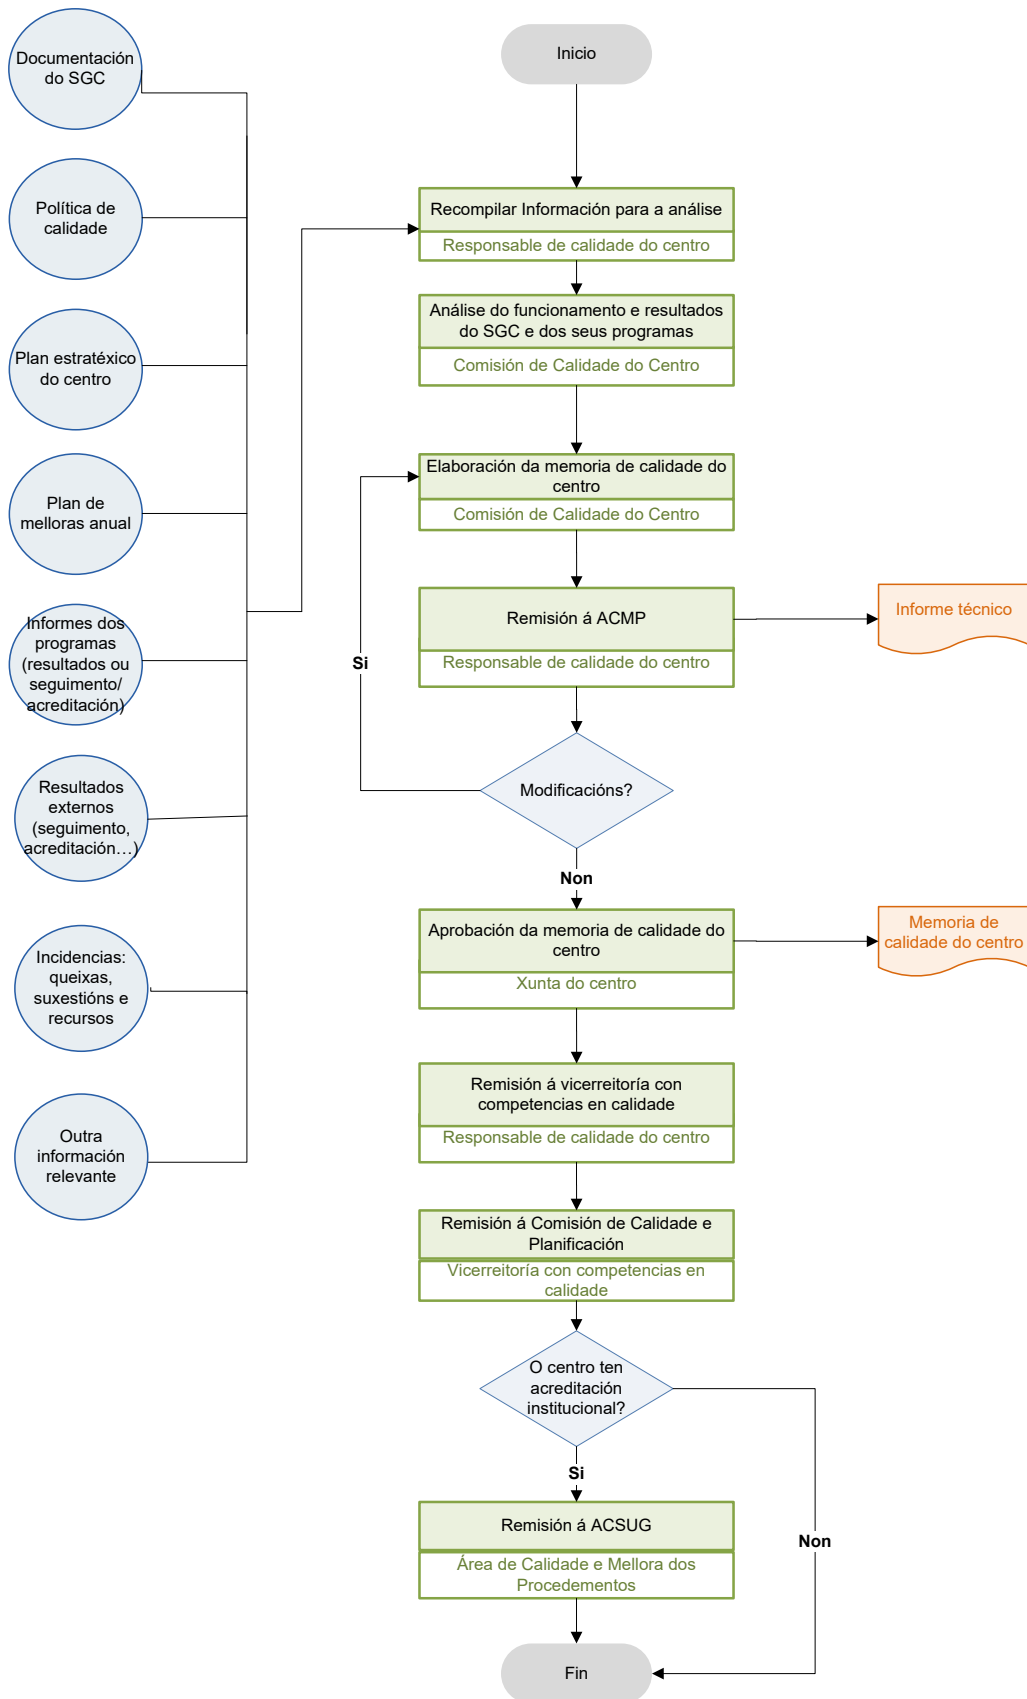 Documentación
do SGC
Política de
calidade
Plan estratéxico
do centro
Plan de
melloras anual
Informes dos
programas
(resultados ou
seguimento/
acreditación)
Resultados
externos
(seguimento,
acreditación…)
Incidencias:
queixas,
suxestións e
recursos
Outra
información
relevante
Inicio
Recompilar Información para a análise
Responsable de calidade do centro
Análise do funcionamento e resultados
do SGC e dos seus programas
Comisión de Calidade do Centro
Elaboración da memoria de calidade do
centro
Comisión de Calidade do Centro
Remisión á ACMP
Responsable de calidade do centro
Informe técnico
Si
Modificacións?
Non
Aprobación da memoria de calidade do
centro
Xunta do centro
Memoria de
calidade do centro
Remisión á vicerreitoría con
competencias en calidade
Responsable de calidade do centro
Remisión á Comisión de Calidade e
Planificación
Vicerreitoría con competencias en
calidade
O centro ten
acreditación
institucional?
Si
Non
Remisión á ACSUG
Área de Calidade e Mellora dos
Procedementos
Fin